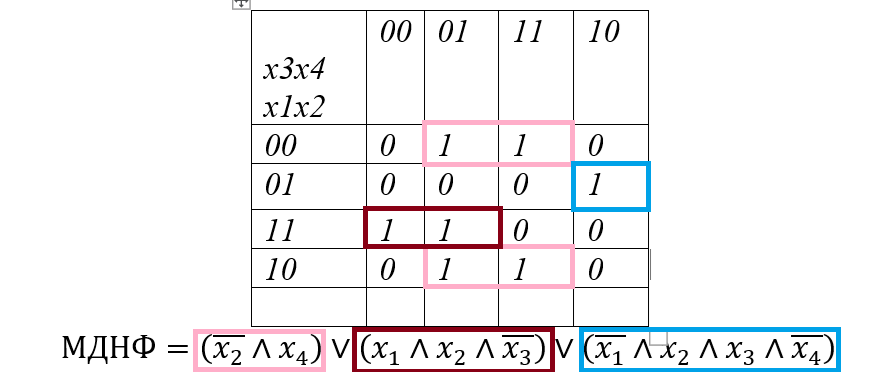 00 01 11 10
x3x4
x1x2
00 0 1 1 0
01 0 0 0 1
11 1 1 0 0
10 0 1 1 0
МДНФ = (x̅₂ ∧ x₄) ∨ (x₁ ∧ x₂ ∧ x̅₃) ∨ (x̅₁ ∧ x₂ ∧ x₃ ∧ x̅₄)